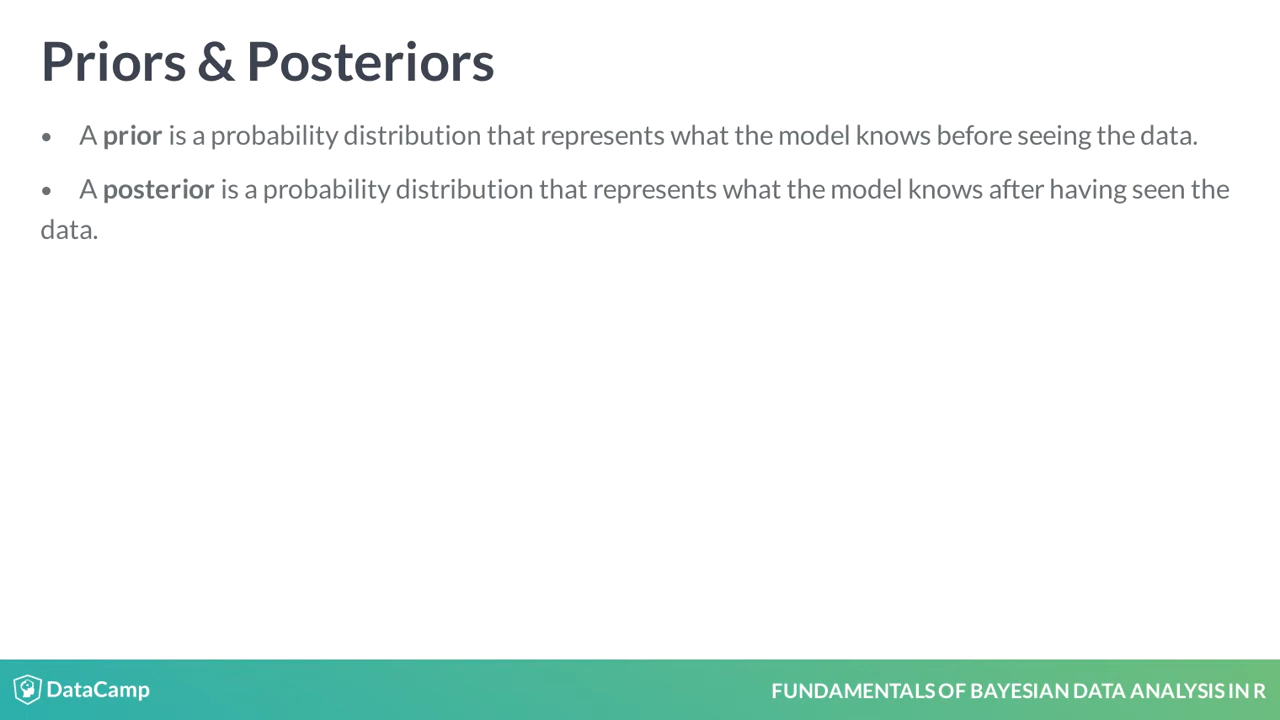 Priors & Posteriors
• A prior is a probability distribution that represents what the model knows before seeing the data.
• A posterior is a probability distribution that represents what the model knows after having seen the
data.
DataCamp
FUNDAMENTALS OF BAYESIAN DATA ANALYSIS IN R